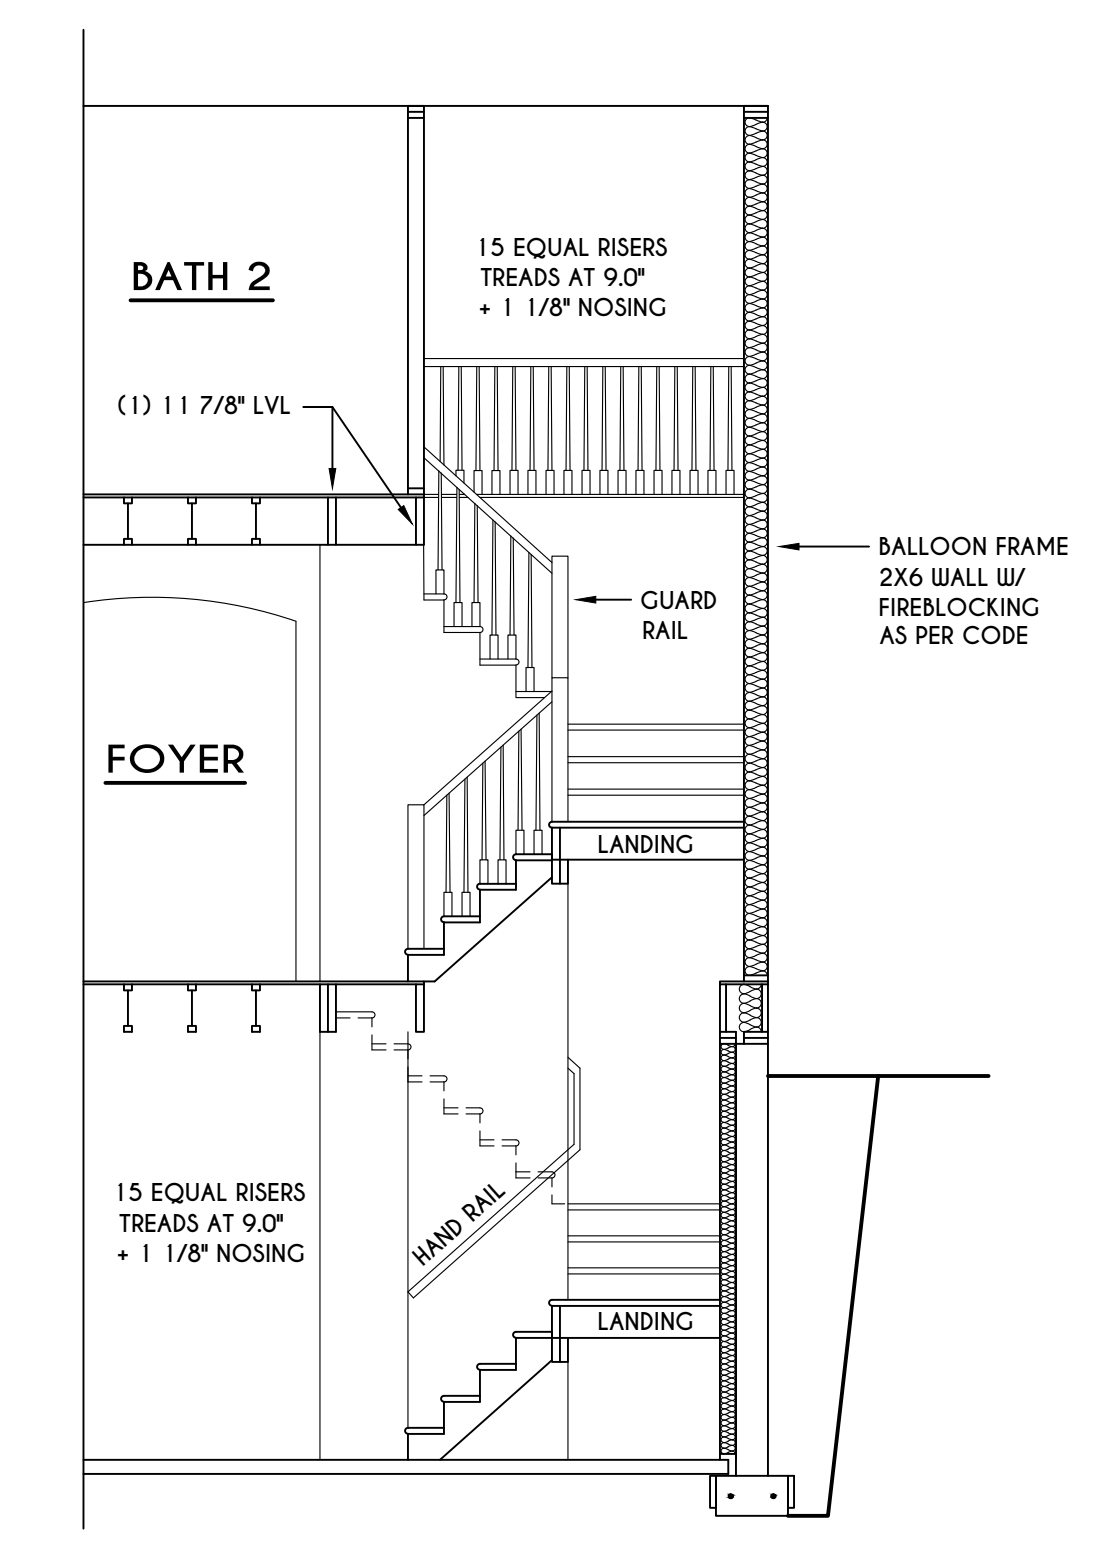 15 EQUAL RISERS
TREADS AT 9.0"
+ 1 1/8" NOSING
BATH 2
(1) 11 7/8" LVL
BALLOON FRAME
2X6 WALL W/
FIREBLOCKING
AS PER CODE
GUARD
RAIL
FOYER
LANDING
15 EQUAL RISERS
TREADS AT 9.0"
+ 1 1/8" NOSING
HAND RAIL
LANDING